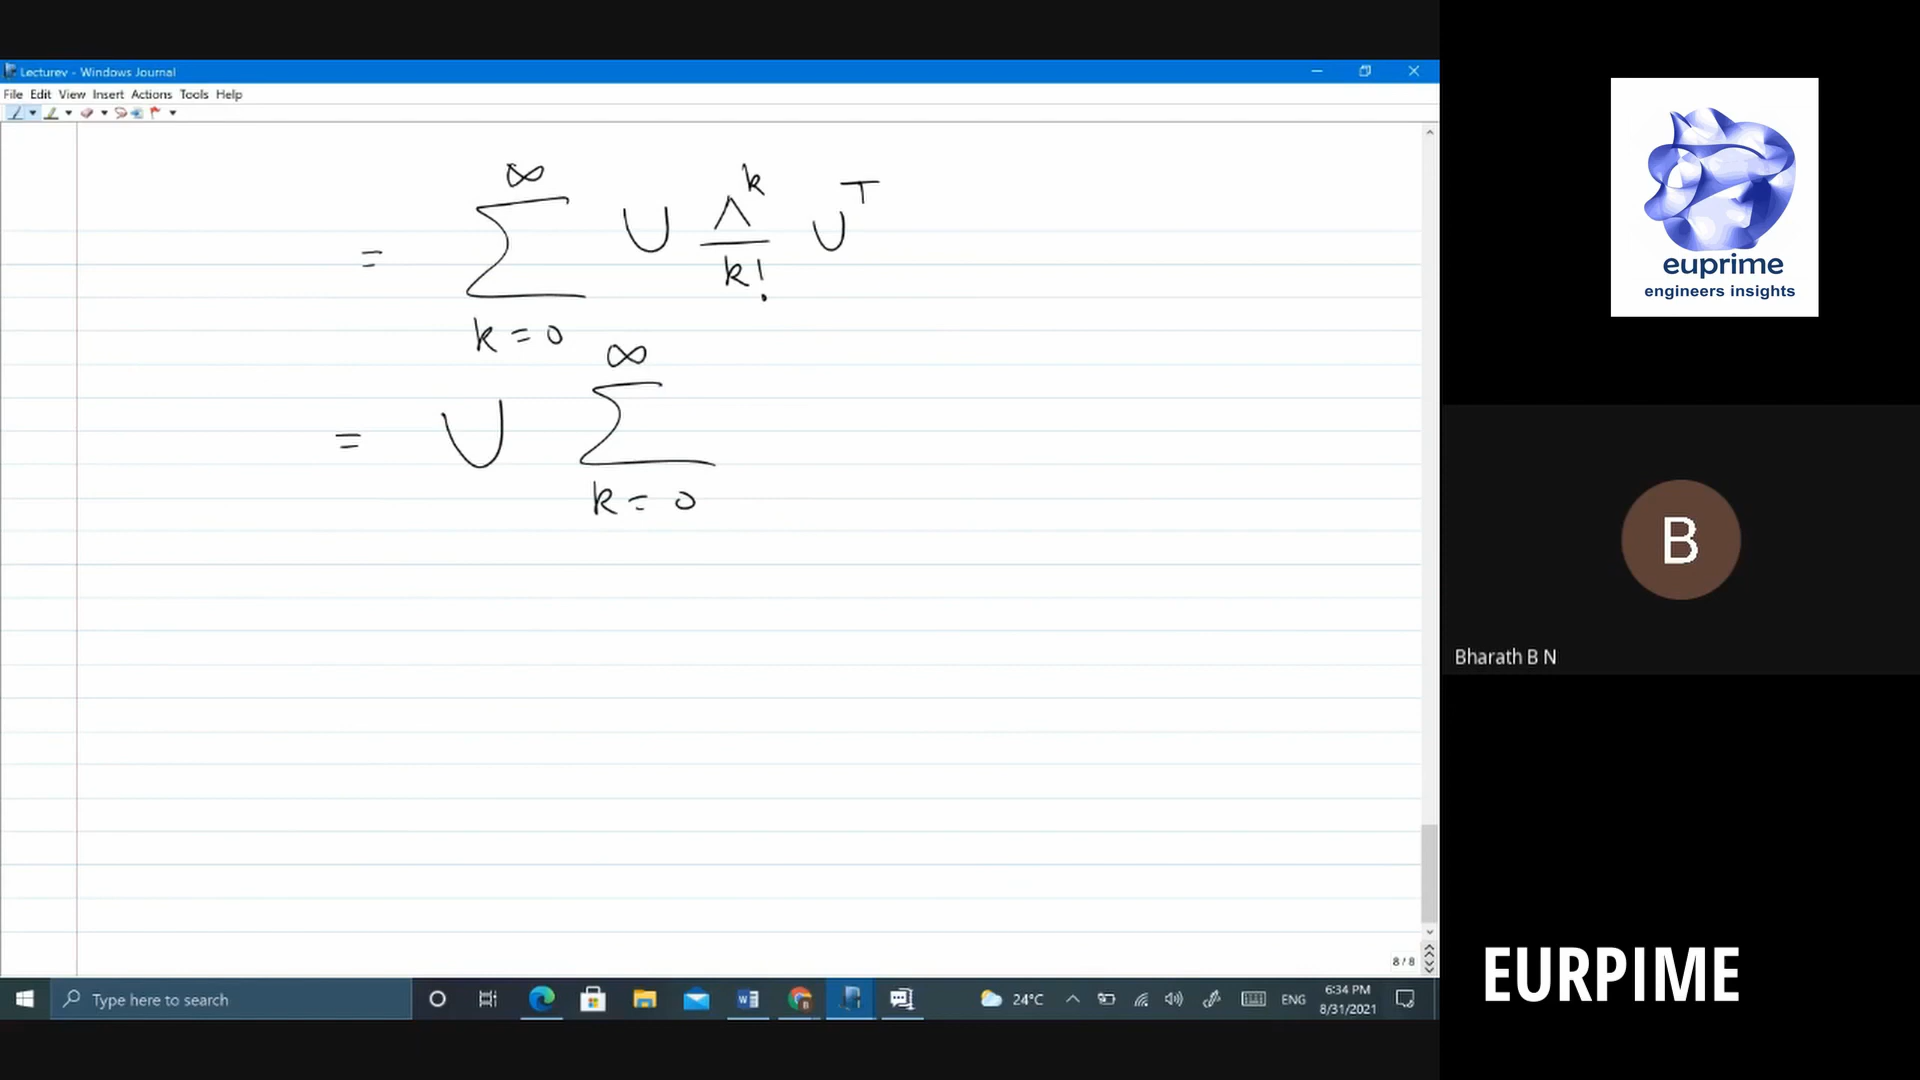 Lecturev - Windows Journal
File Edit View Insert Actions Tools Help
= ∞ ∑ k = 0 U Λ^k / k! U^T
= U ∞ ∑ k = 0
8 / 8
Type here to search
24°C ENG 6:34 PM
8/31/2021
euprime
engineers insights
B
Bharath B N
EURPIME